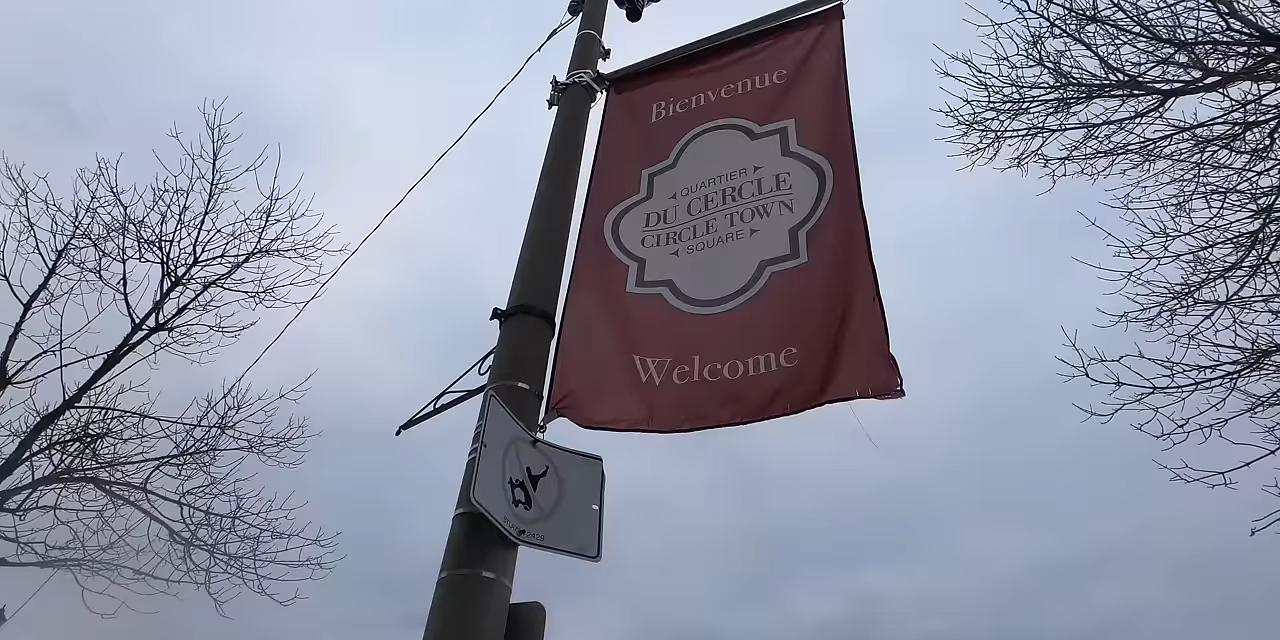 Bienvenue
QUARTIER
DU CERCLE
CIRCLE TOWN
SQUARE
Welcome